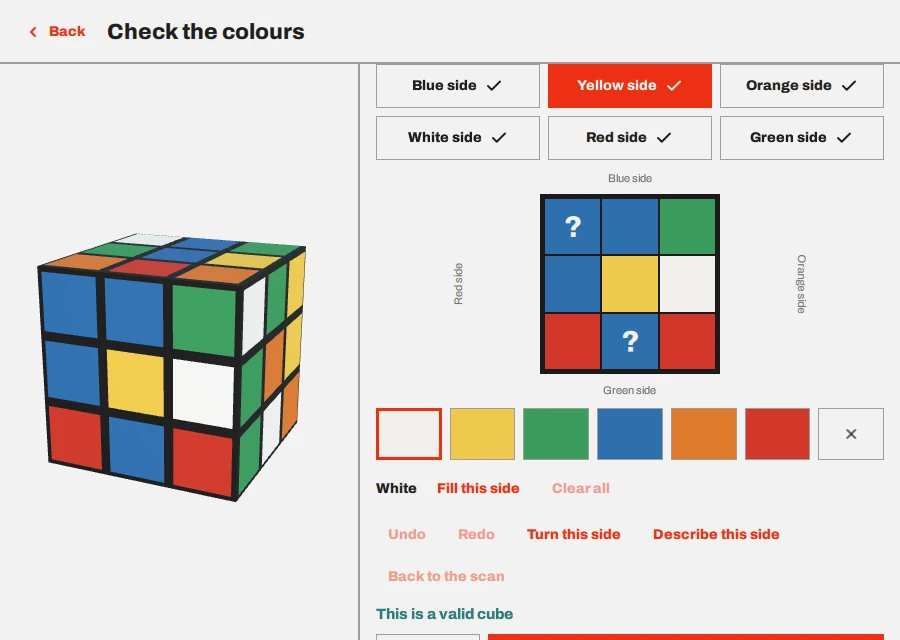 Back
Check the colours
Blue side
Yellow side
Orange side
White side
Red side
Green side
Blue side
?
Red side
Orange side
?
Green side
White
Fill this side
Clear all
Undo
Redo
Turn this side
Describe this side
Back to the scan
This is a valid cube